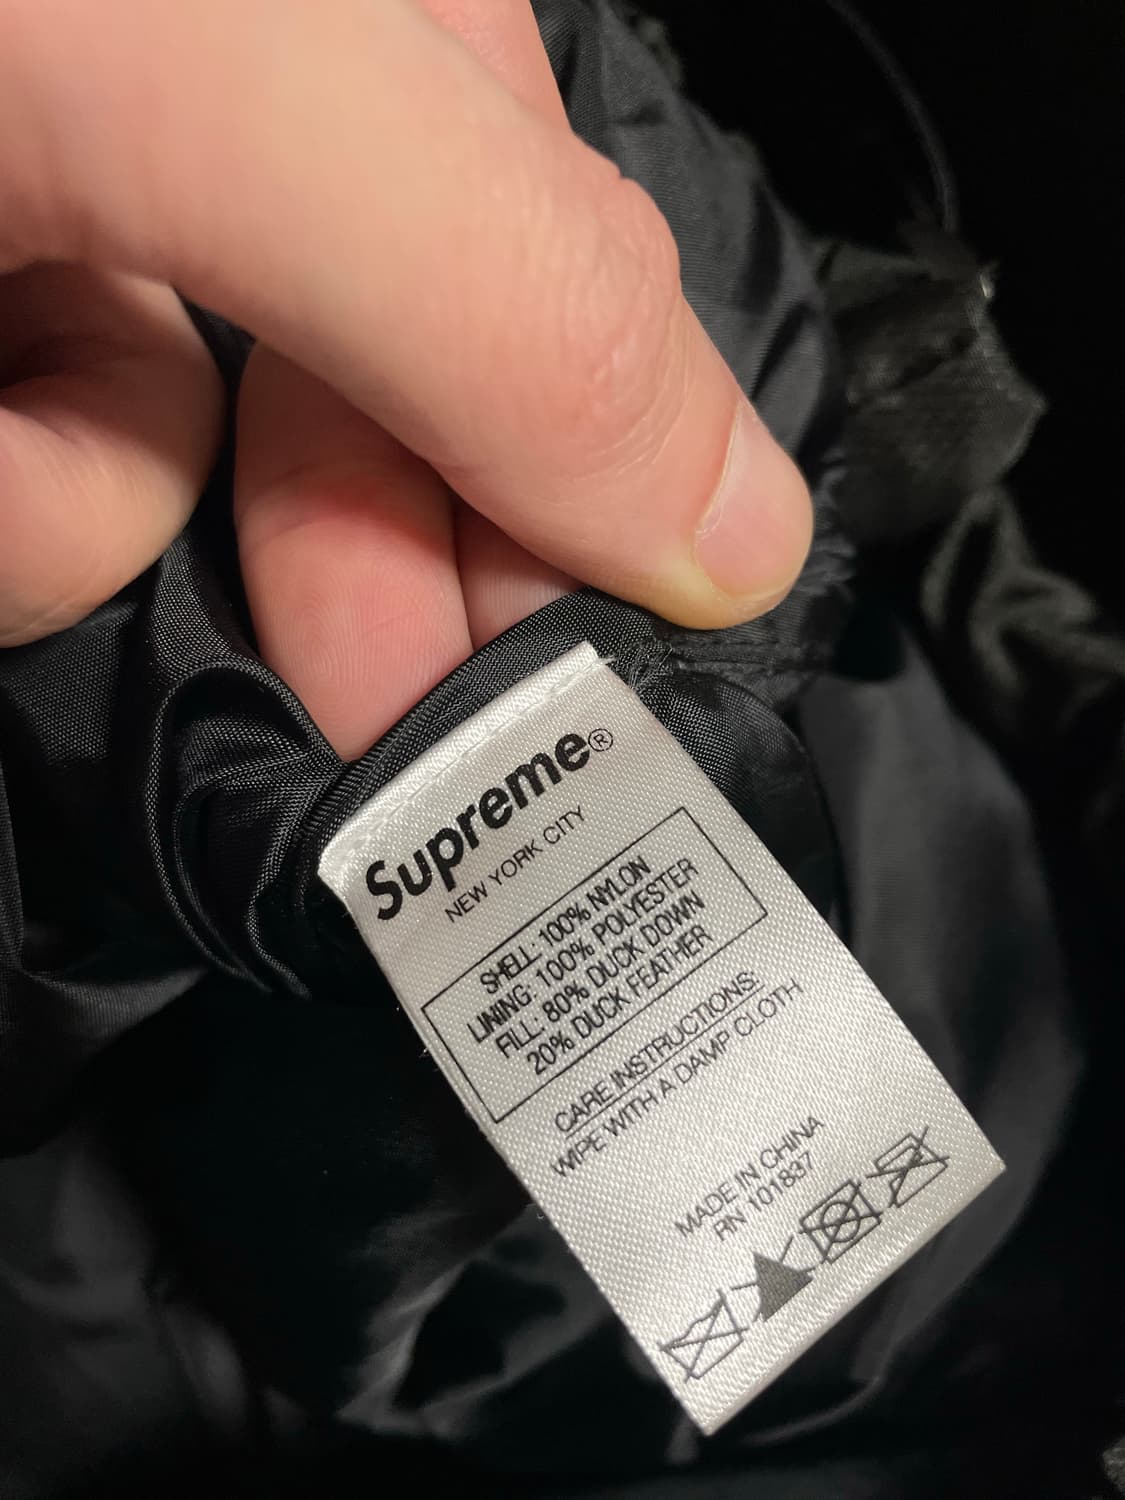 Supreme®
NEW YORK CITY
SHELL: 100% NYLON
LINING: 100% POLYESTER
FILL: 80% DUCK DOWN
20% DUCK FEATHER
CARE INSTRUCTIONS:
WIPE WITH A DAMP CLOTH
MADE IN CHINA
RN 101837